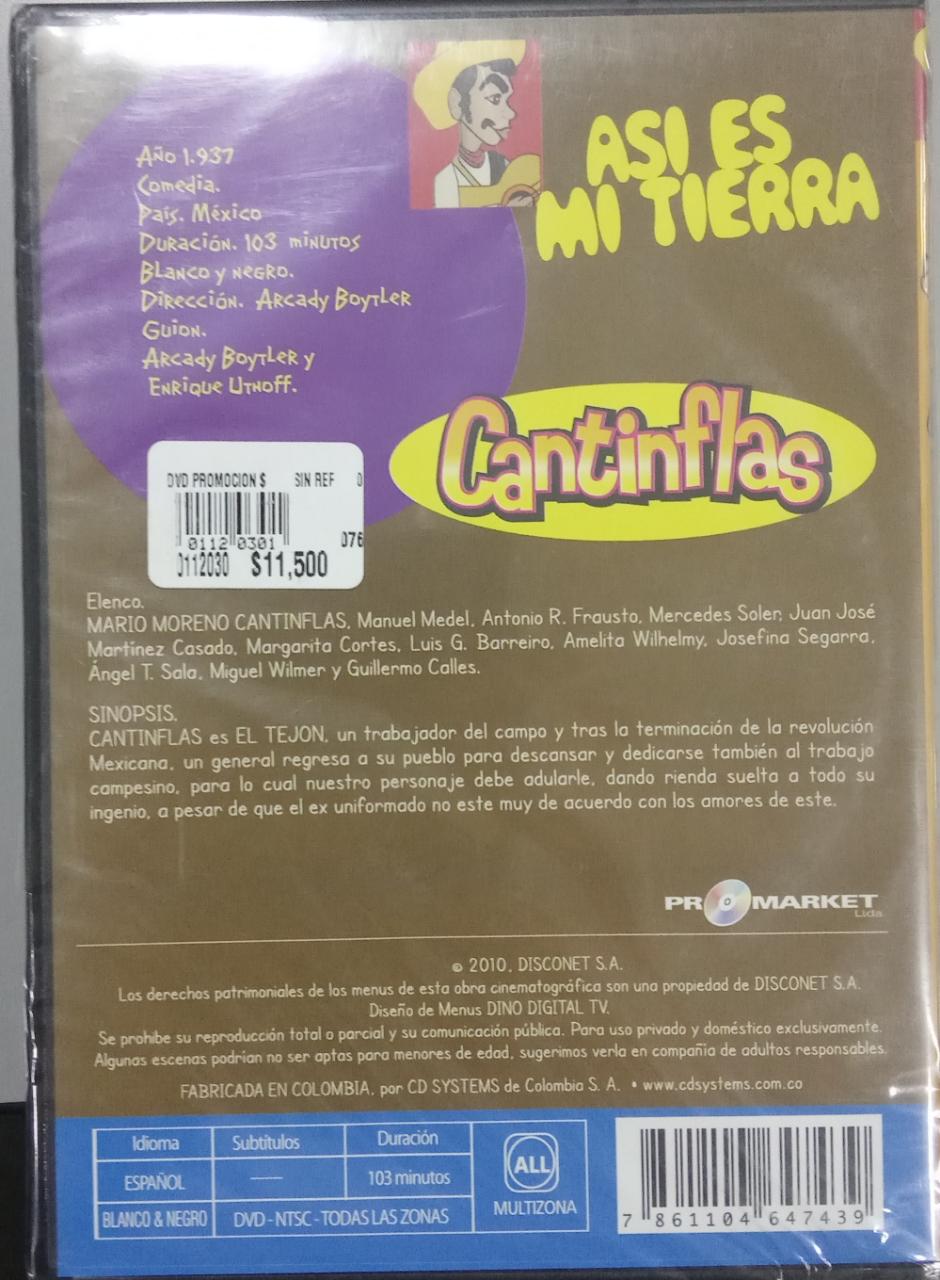 ASI ES
MI TIERRA
Año 1.937
Comedia.
País. México
Duración. 103 minutos
Blanco y negro.
Dirección. Arcady Boytler
Guion.
Arcady Boytler y
Enrique Uthoff.
Cantinflas
DVD PROMOCION $ SIN REF 0
0112 0301
076
0112030 $11,500
Elenco.
MARIO MORENO CANTINFLAS, Manuel Medel, Antonio R. Frausto, Mercedes Soler, Juan José
Martínez Casado, Margarita Cortes, Luis G. Barreiro, Amelita Wilhelmy, Josefina Segarra,
Ángel T. Sala, Miguel Wilmer y Guillermo Calles.
SINOPSIS.
CANTINFLAS es EL TEJON, un trabajador del campo y tras la terminación de la revolución
Mexicana, un general regresa a su pueblo para descansar y dedicarse también al trabajo
campesino, para lo cual nuestro personaje debe adularle, dando rienda suelta a todo su
ingenio, a pesar de que el ex uniformado no este muy de acuerdo con los amores de este.
PROMARKET
Ltda.
© 2010, DISCONET S.A.
Los derechos patrimoniales de los menus de esta obra cinematográfica son una propiedad de DISCONET S.A.
Diseño de Menus DINO DIGITAL TV.
Se prohibe su reproducción total o parcial y su comunicación pública. Para uso privado y doméstico exclusivamente.
Algunas escenas podrían no ser aptas para menores de edad, sugerimos verla en compañia de adultos responsables.
FABRICADA EN COLOMBIA, por CD SYSTEMS de Colombia S. A. • www.cdsystems.com.co
Idioma Subtítulos Duración
ESPAÑOL —— 103 minutos
BLANCO & NEGRO DVD - NTSC - TODAS LAS ZONAS
ALL
MULTIZONA
7 861104 647439